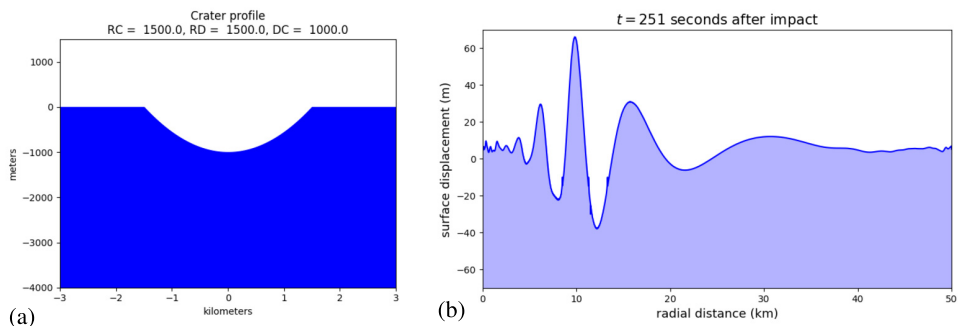 Crater profile
RC =  1500.0, RD =  1500.0, DC =  1000.0
1000
0
−1000
−2000
−3000
−4000
meters
−3 −2 −1 0 1 2 3
kilometers
(a)
t = 251 seconds after impact
60
40
20
0
−20
−40
−60
surface displacement (m)
0 10 20 30 40 50
radial distance (km)
(b)